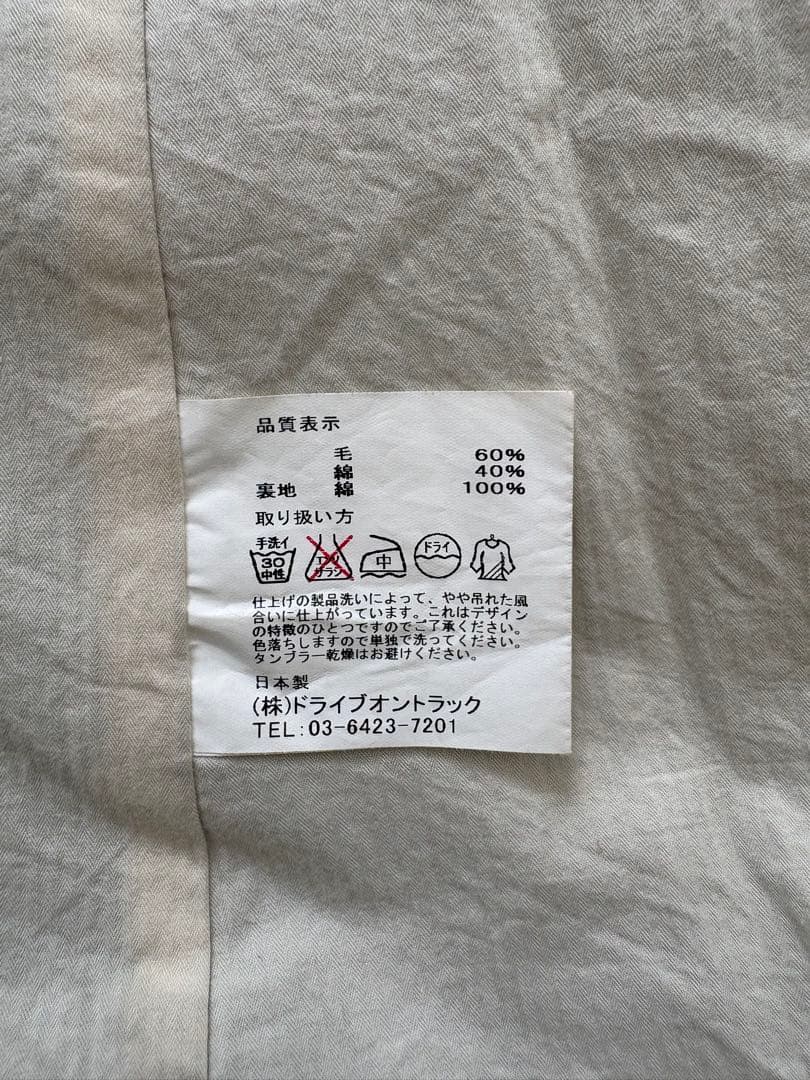 品質表示
毛 60%
綿 40%
裏地 綿 100%
取り扱い方
手洗イ 30 中性 エンソ サラシ 中 ドライ
仕上げの製品洗いによって、やや吊れた風
合いに仕上がっています。これはデザイン
の特徴のひとつですのでご了承ください。
色落ちしますので単独で洗ってください。
タンブラー乾燥はお避けください。
日本製
(株)ドライブオントラック
TEL:03-6423-7201